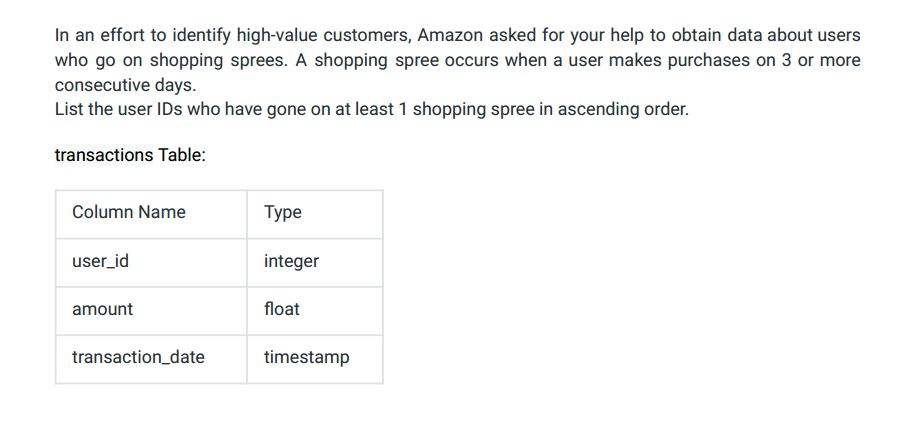 In an effort to identify high-value customers, Amazon asked for your help to obtain data about users
who go on shopping sprees. A shopping spree occurs when a user makes purchases on 3 or more
consecutive days.
List the user IDs who have gone on at least 1 shopping spree in ascending order.
transactions Table:
Column Name Type
user_id integer
amount float
transaction_date timestamp